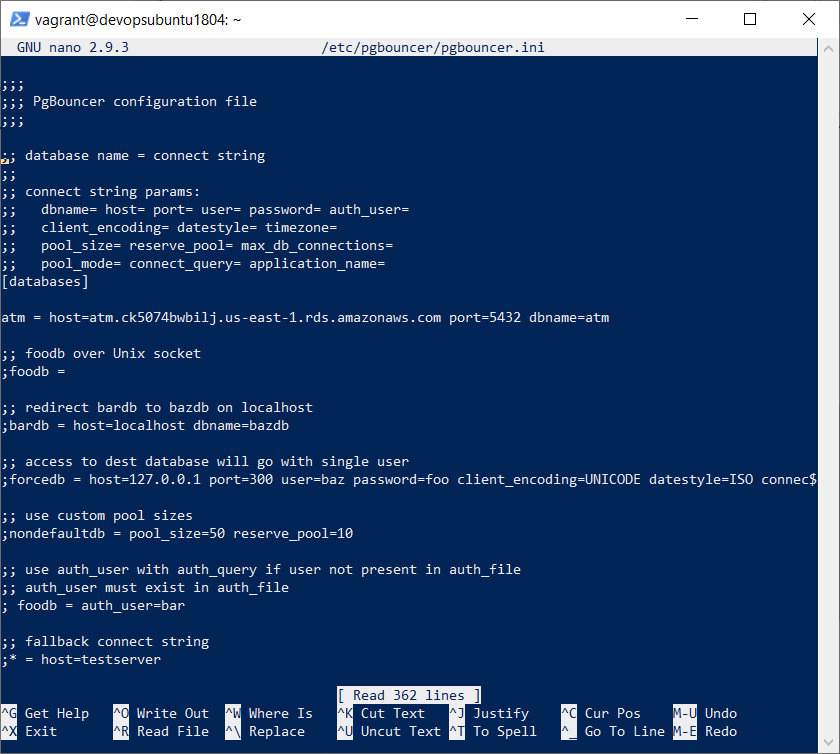 vagrant@devopsubuntu1804: ~
GNU nano 2.9.3 /etc/pgbouncer/pgbouncer.ini
;;;
;;; PgBouncer configuration file
;;;
;; database name = connect string
;;
;; connect string params:
;;   dbname= host= port= user= password= auth_user=
;;   client_encoding= datestyle= timezone=
;;   pool_size= reserve_pool= max_db_connections=
;;   pool_mode= connect_query= application_name=
[databases]
atm = host=atm.ck5074bwbilj.us-east-1.rds.amazonaws.com port=5432 dbname=atm
;; foodb over Unix socket
;foodb =
;; redirect bardb to bazdb on localhost
;bardb = host=localhost dbname=bazdb
;; access to dest database will go with single user
;forcedb = host=127.0.0.1 port=300 user=baz password=foo client_encoding=UNICODE datestyle=ISO connec$
;; use custom pool sizes
;nondefaultdb = pool_size=50 reserve_pool=10
;; use auth_user with auth_query if user not present in auth_file
;; auth_user must exist in auth_file
; foodb = auth_user=bar
;; fallback connect string
;* = host=testserver
[ Read 362 lines ]
^G Get Help ^O Write Out ^W Where Is ^K Cut Text ^J Justify ^C Cur Pos M-U Undo
^X Exit ^R Read File ^\ Replace ^U Uncut Text ^T To Spell ^_ Go To Line M-E Redo